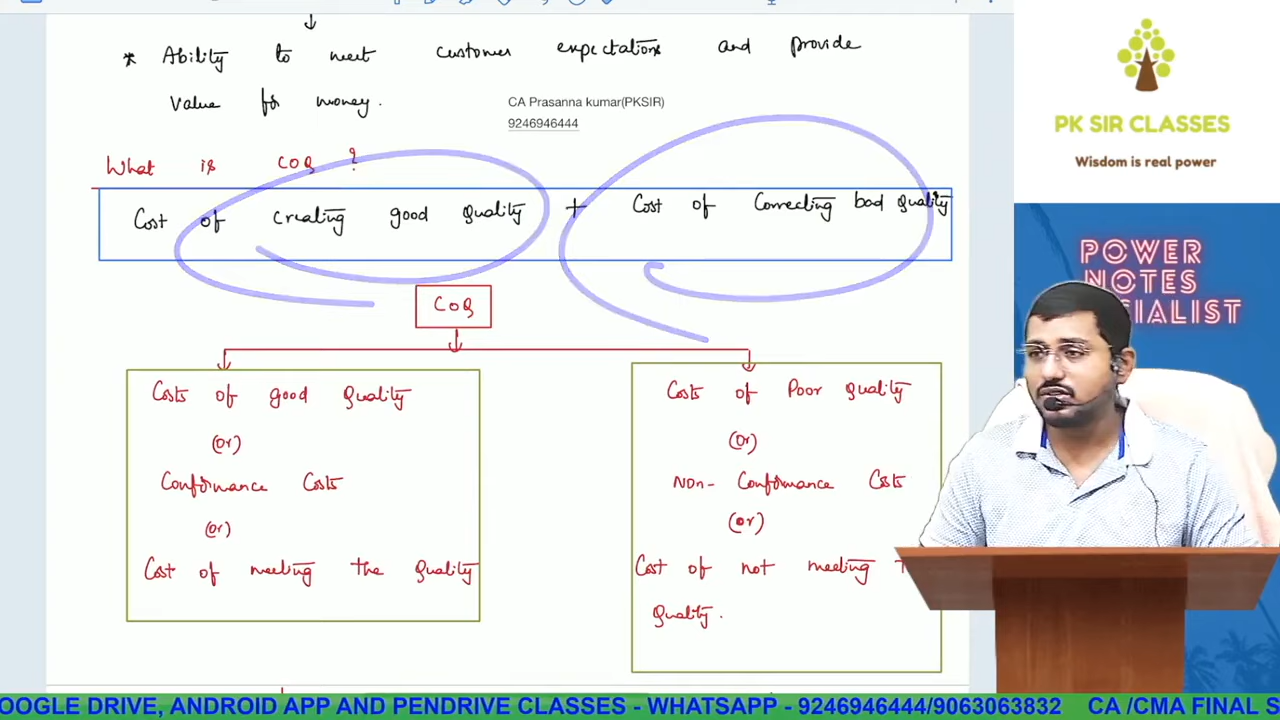 * Ability to meet customer expectations and provide
Value for money.
CA Prasanna kumar(PKSIR)
9246946444
What is COQ ?
Cost of creating good Quality + Cost of Correcting bad Quality
COQ
Costs of good Quality
(or)
Conformance Costs
(or)
Cost of meeting the Quality
Costs of Poor Quality
(or)
Non- Conformance Costs
(or)
Cost of not meeting
Quality.
PK SIR CLASSES
Wisdom is real power
POWER
NOTES
CIALIST
OOGLE DRIVE, ANDROID APP AND PENDRIVE CLASSES - WHATSAPP - 9246946444/9063063832 CA /CMA FINAL S